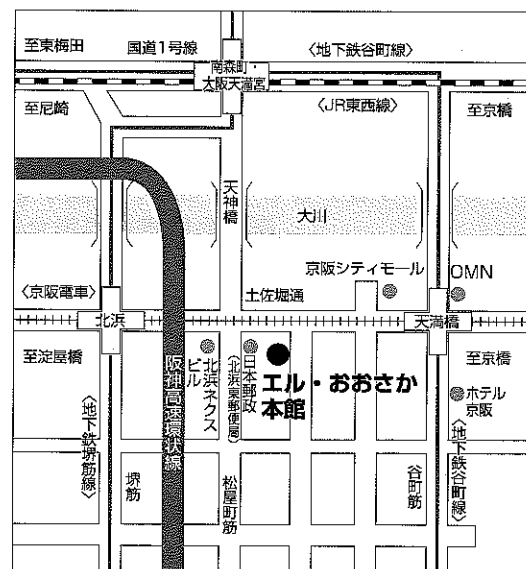 至東梅田
国道1号線
南森町・
大阪天満宮
〈地下鉄谷町線〉
至尼崎
〈JR東西線〉
至京橋
天神橋
大川
京阪シティモール
OMN
〈京阪電車〉
土佐堀通
北浜
天満橋
至淀屋橋
阪神高速環状線
北浜ネクス
ビル
日本郵政
(北浜東郵便局)
エル・おおさか
本館
至京橋
ホテル
京阪
〈地下鉄堺筋線〉
堺筋
松屋町筋
谷町筋
〈地下鉄谷町線〉